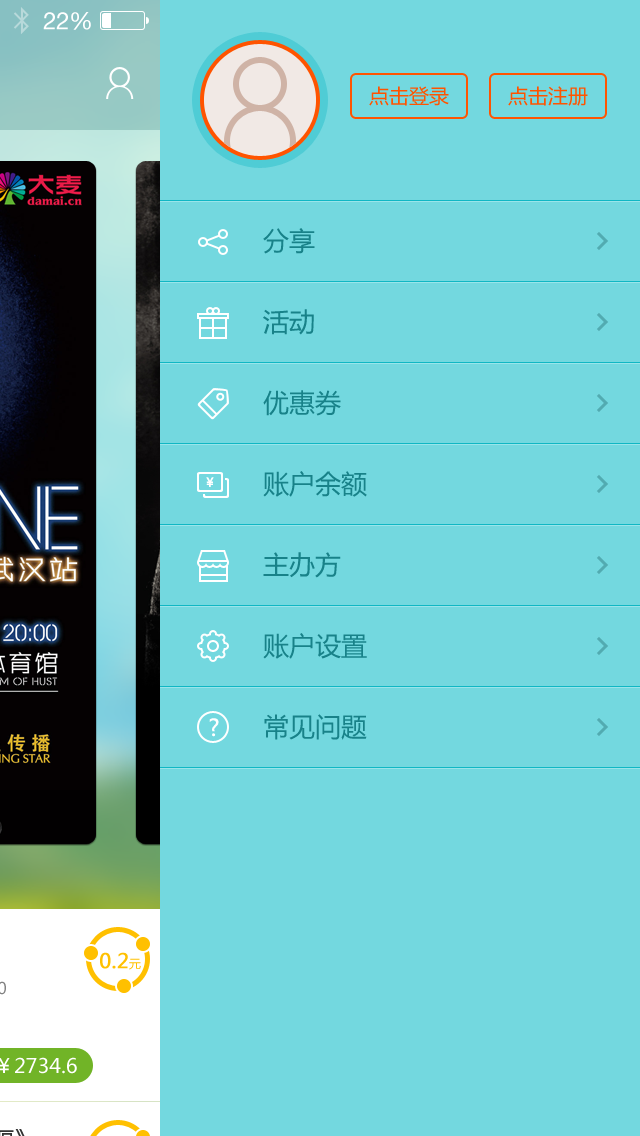 22%
大麦
damai.cn
NE
武汉站
20:00
体育馆
M OF HUST
传播
NG STAR
0
0.2元
¥2734.6
点击登录
点击注册
分享
活动
优惠券
¥
账户余额
主办方
账户设置
?
常见问题